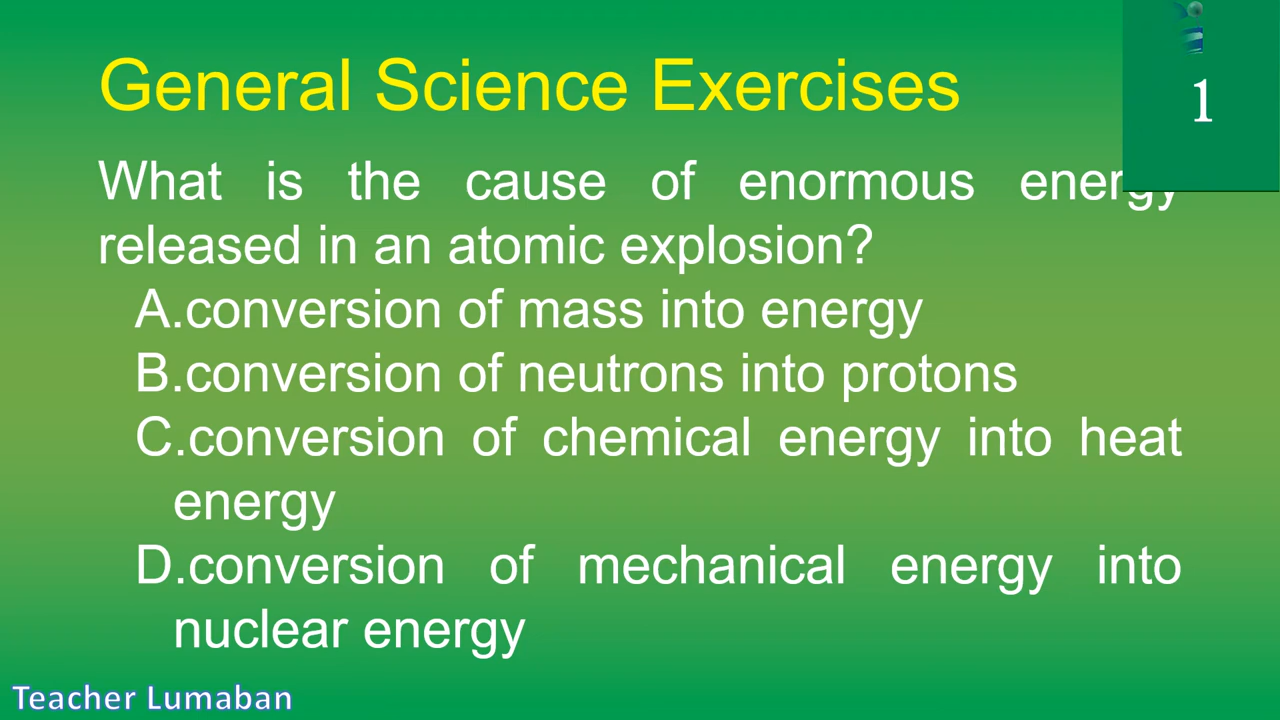 General Science Exercises
1
What is the cause of enormous energy
released in an atomic explosion?
A.conversion of mass into energy
B.conversion of neutrons into protons
C.conversion of chemical energy into heat
energy
D.conversion of mechanical energy into
nuclear energy
Teacher Lumaban